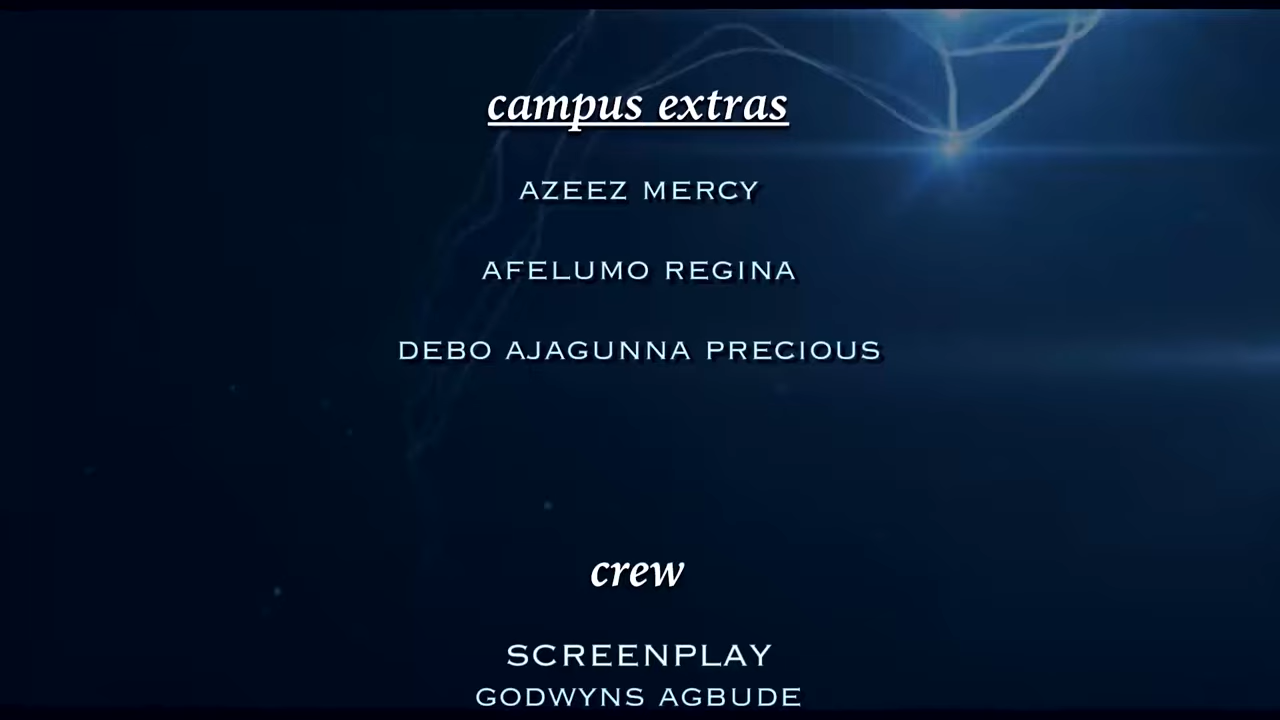 campus extras
AZEEZ MERCY
AFELUMO REGINA
DEBO AJAGUNNA PRECIOUS
crew
SCREENPLAY
GODWYNS AGBUDE